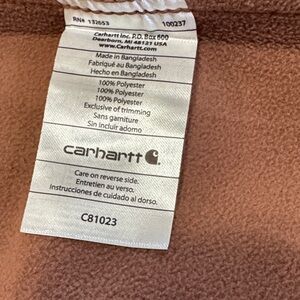 RN# 132653 100237
Carhartt Inc. P.O. Box 600
Dearborn, MI 48121 USA
www.Carhartt.com
Made in Bangladesh
Fabriqué au Bangladesh
Hecho en Bangladesh
100% Polyester
100% Polyester
100% Polyester
Exclusive of trimming
Sans garniture
Sin incluir adorno
carhartt
Care on reverse side.
Entretien au verso.
Instrucciones de cuidado al dorso.
C81023